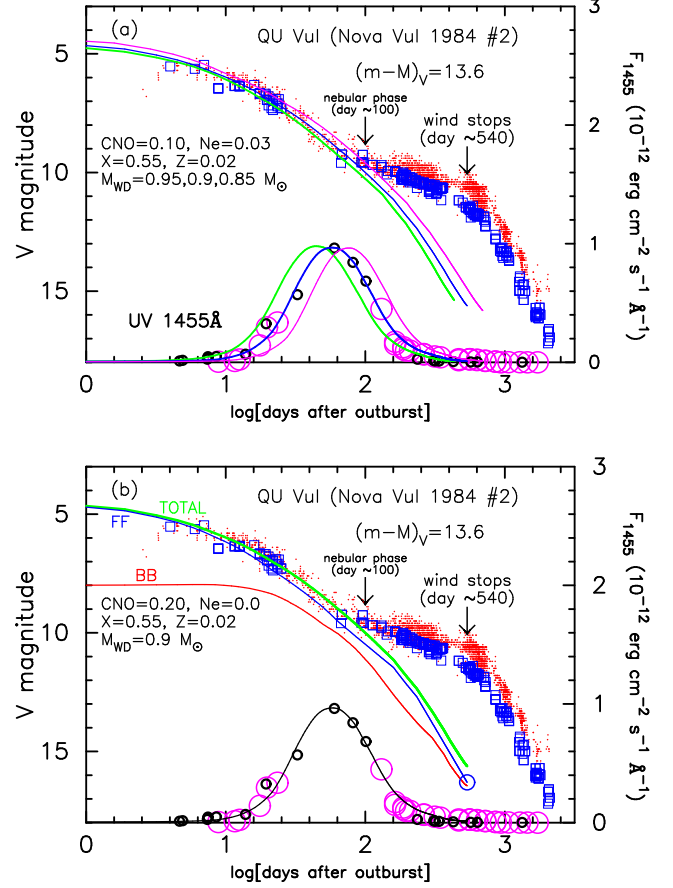 (a)
QU Vul (Nova Vul 1984 #2)
(m−M)V=13.6
nebular phase
(day ~100)
wind stops
(day ~540)
CNO=0.10, Ne=0.03
X=0.55, Z=0.02
MWD=0.95,0.9,0.85 M⊙
UV 1455Å
V magnitude
5
10
15
F1455 (10−12 erg cm−2 s−1 Å−1)
3
2
1
0
0
1
2
3
log[days after outburst]
(b)
QU Vul (Nova Vul 1984 #2)
TOTAL
FF
(m−M)V=13.6
nebular phase
(day ~100)
BB
wind stops
(day ~540)
CNO=0.20, Ne=0.0
X=0.55, Z=0.02
MWD=0.9 M⊙
V magnitude
5
10
15
F1455 (10−12 erg cm−2 s−1 Å−1)
3
2
1
0
0
1
2
3
log[days after outburst]